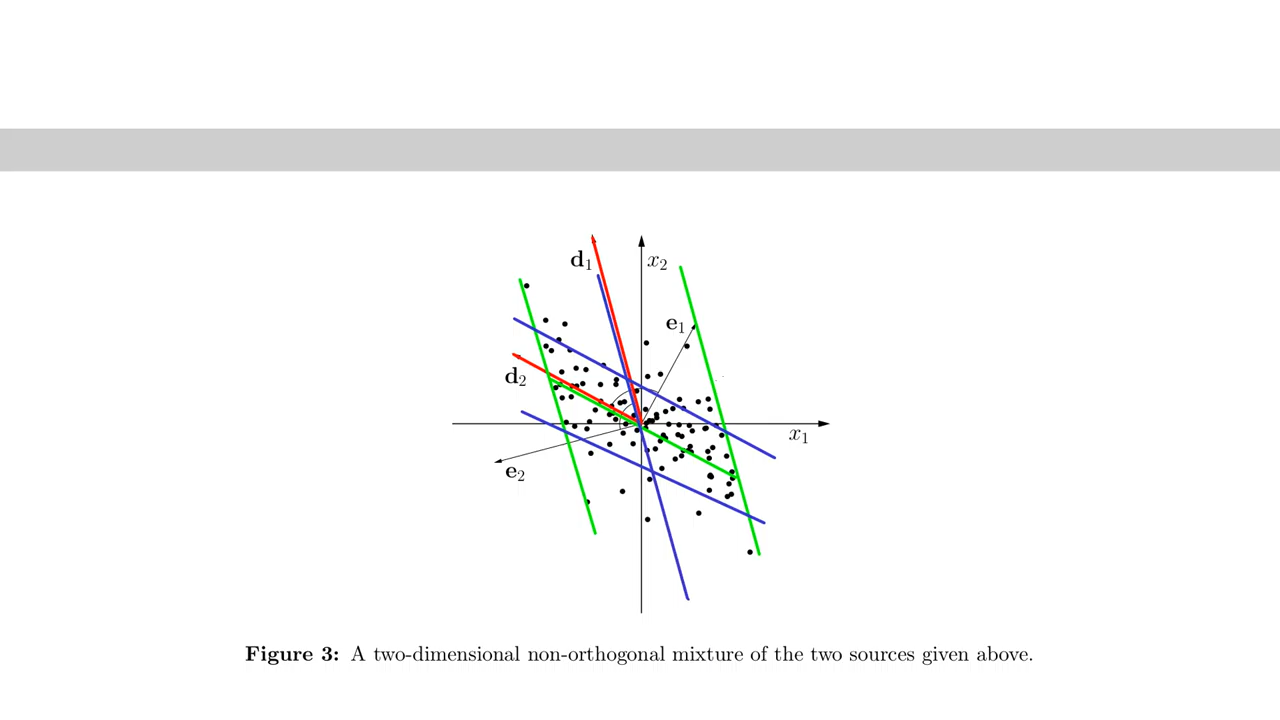 d₁
x₂
e₁
d₂
x₁
e₂
Figure 3: A two-dimensional non-orthogonal mixture of the two sources given above.